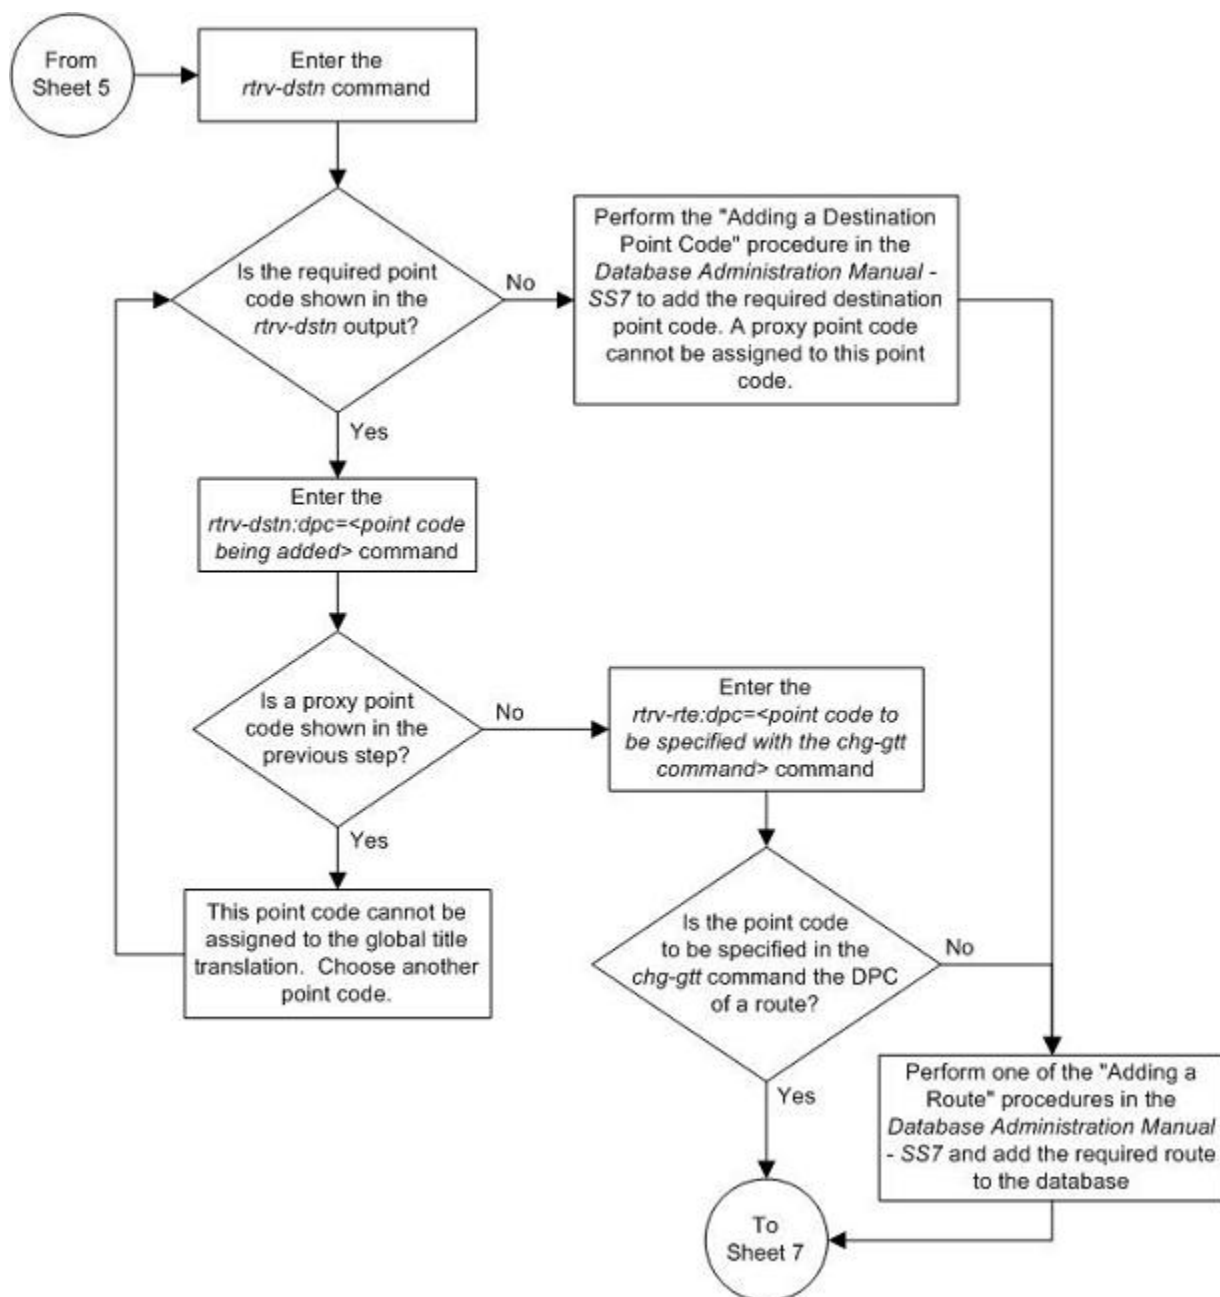 From
Sheet 5
Enter the
rtrv-dstn command
Is the required point
code shown in the
rtrv-dstn output?
No
Perform the "Adding a Destination
Point Code" procedure in the
Database Administration Manual -
SS7 to add the required destination
point code. A proxy point code
cannot be assigned to this point
code.
Yes
Enter the
rtrv-dstn:dpc=<point code
being added> command
Is a proxy point
code shown in the
previous step?
No
Enter the
rtrv-rte:dpc=<point code to
be specified with the chg-gtt
command> command
Yes
This point code cannot be
assigned to the global title
translation. Choose another
point code.
Is the point code
to be specified in the
chg-gtt command the DPC
of a route?
No
Yes
Perform one of the "Adding a
Route" procedures in the
Database Administration Manual
- SS7 and add the required route
to the database
To
Sheet 7